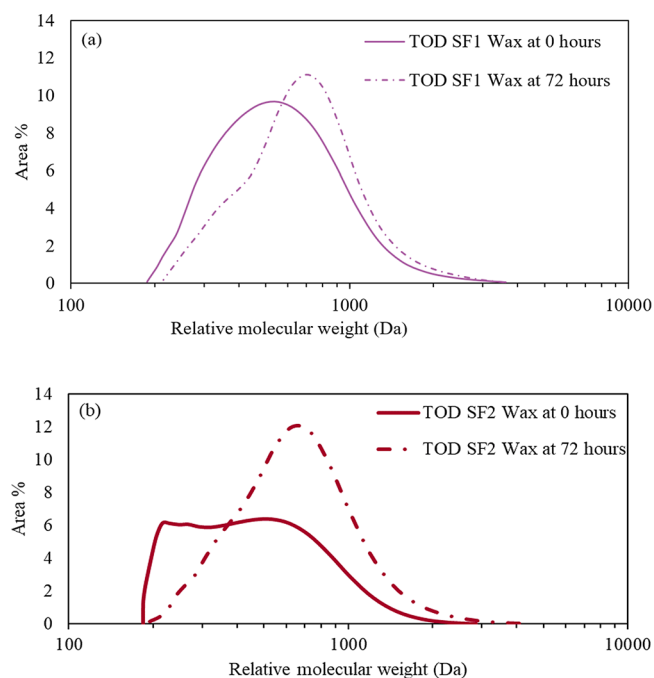 14
(a)
TOD SF1 Wax at 0 hours
12
TOD SF1 Wax at 72 hours
10
Area %
8
6
4
2
0
100
1000
10000
Relative molecular weight (Da)
14
(b)
TOD SF2 Wax at 0 hours
12
TOD SF2 Wax at 72 hours
10
Area %
8
6
4
2
0
100
1000
10000
Relative molecular weight (Da)